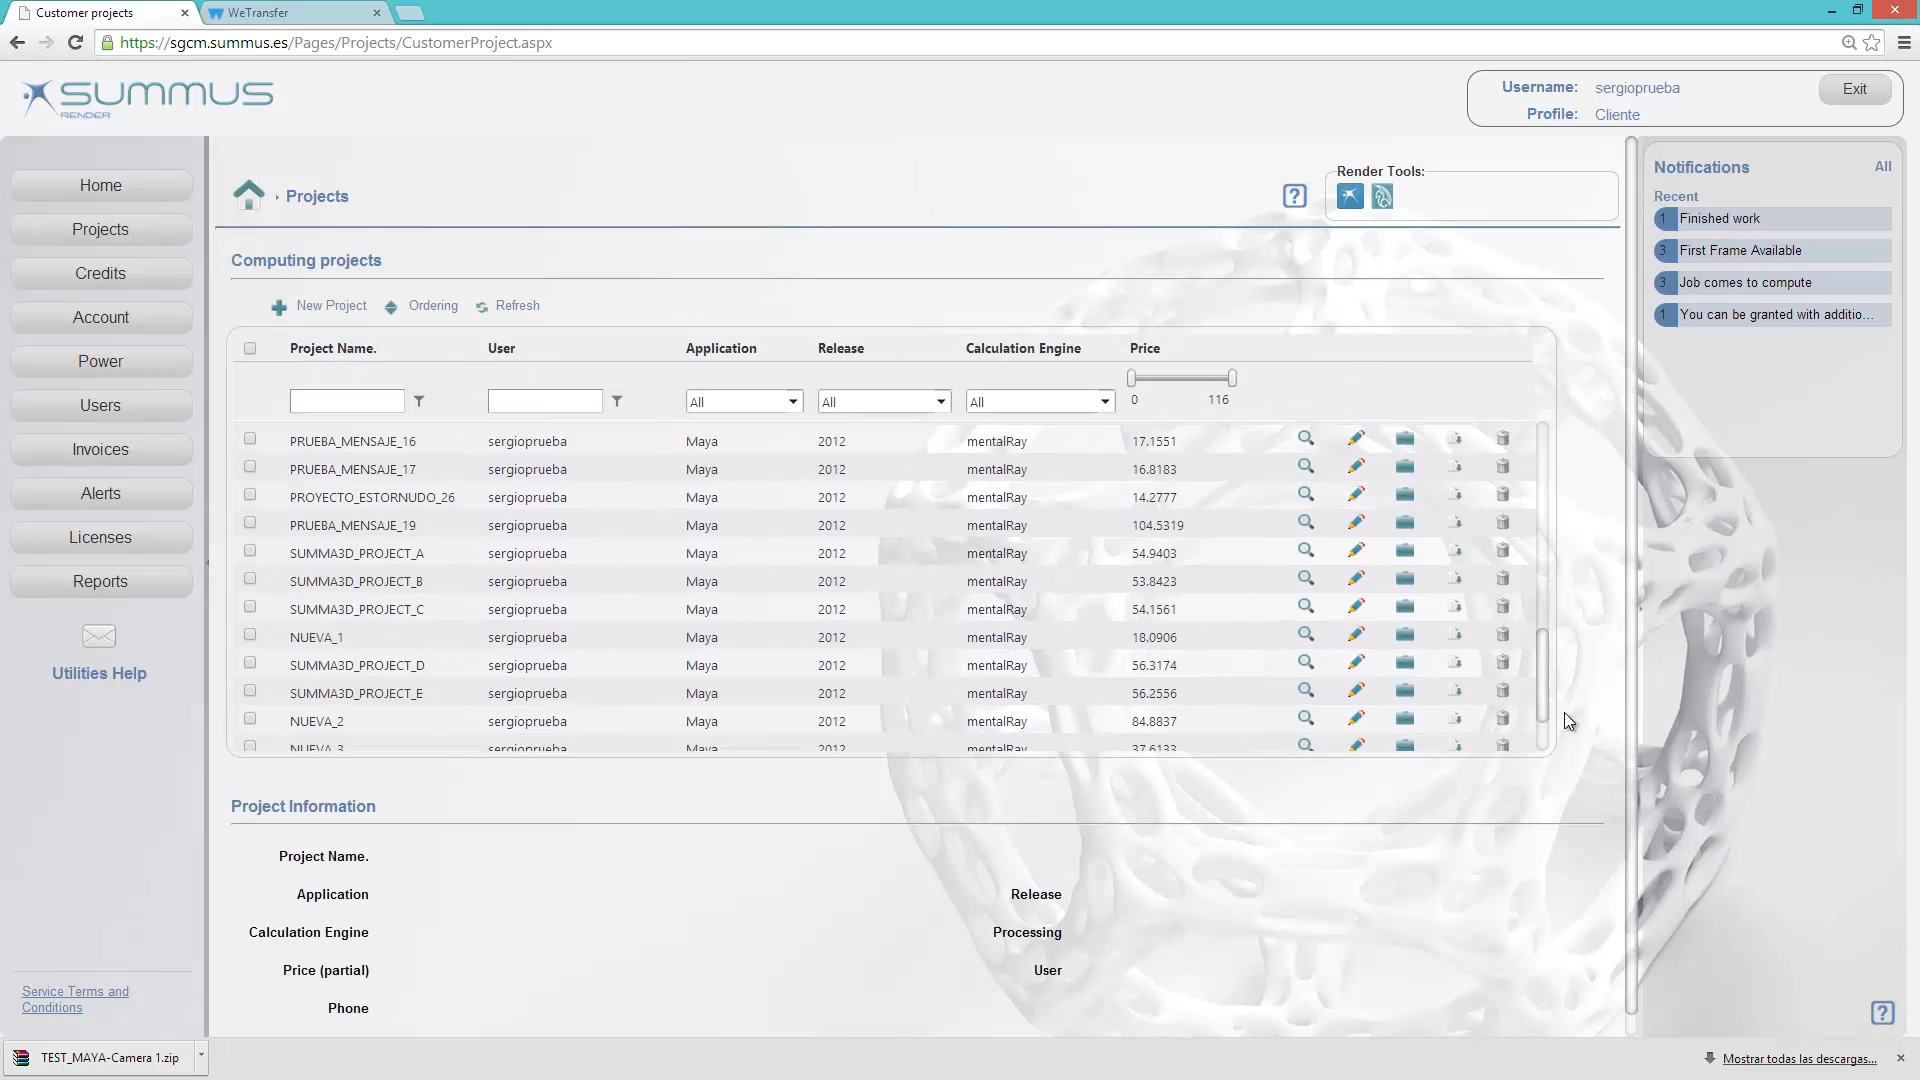 Customer projects
WeTransfer
https://sgcm.summus.es/Pages/Projects/CustomerProject.aspx
SUMMUS
RENDER
Username: sergioprueba
Profile: Cliente
Exit
Home
Projects
Credits
Account
Power
Users
Invoices
Alerts
Licenses
Reports
Utilities Help
Service Terms and
Conditions
Projects
?
Render Tools:
Computing projects
New Project Ordering Refresh
Project Name. User Application Release Calculation Engine Price
All All All 0 116
PRUEBA_MENSAJE_16 sergioprueba Maya 2012 mentalRay 17.1551
PRUEBA_MENSAJE_17 sergioprueba Maya 2012 mentalRay 16.8183
PROYECTO_ESTORNUDO_26 sergioprueba Maya 2012 mentalRay 14.2777
PRUEBA_MENSAJE_19 sergioprueba Maya 2012 mentalRay 104.5319
SUMMA3D_PROJECT_A sergioprueba Maya 2012 mentalRay 54.9403
SUMMA3D_PROJECT_B sergioprueba Maya 2012 mentalRay 53.8423
SUMMA3D_PROJECT_C sergioprueba Maya 2012 mentalRay 54.1561
NUEVA_1 sergioprueba Maya 2012 mentalRay 18.0906
SUMMA3D_PROJECT_D sergioprueba Maya 2012 mentalRay 56.3174
SUMMA3D_PROJECT_E sergioprueba Maya 2012 mentalRay 56.2556
NUEVA_2 sergioprueba Maya 2012 mentalRay 84.8837
NUEVA_3 sergioprueba Maya 2012 mentalRay 37.6133
Project Information
Project Name.
Application Release
Calculation Engine Processing
Price (partial) User
Phone
Notifications All
Recent
1 Finished work
3 First Frame Available
3 Job comes to compute
1 You can be granted with additio...
?
TEST_MAYA-Camera 1.zip
Mostrar todas las descargas...